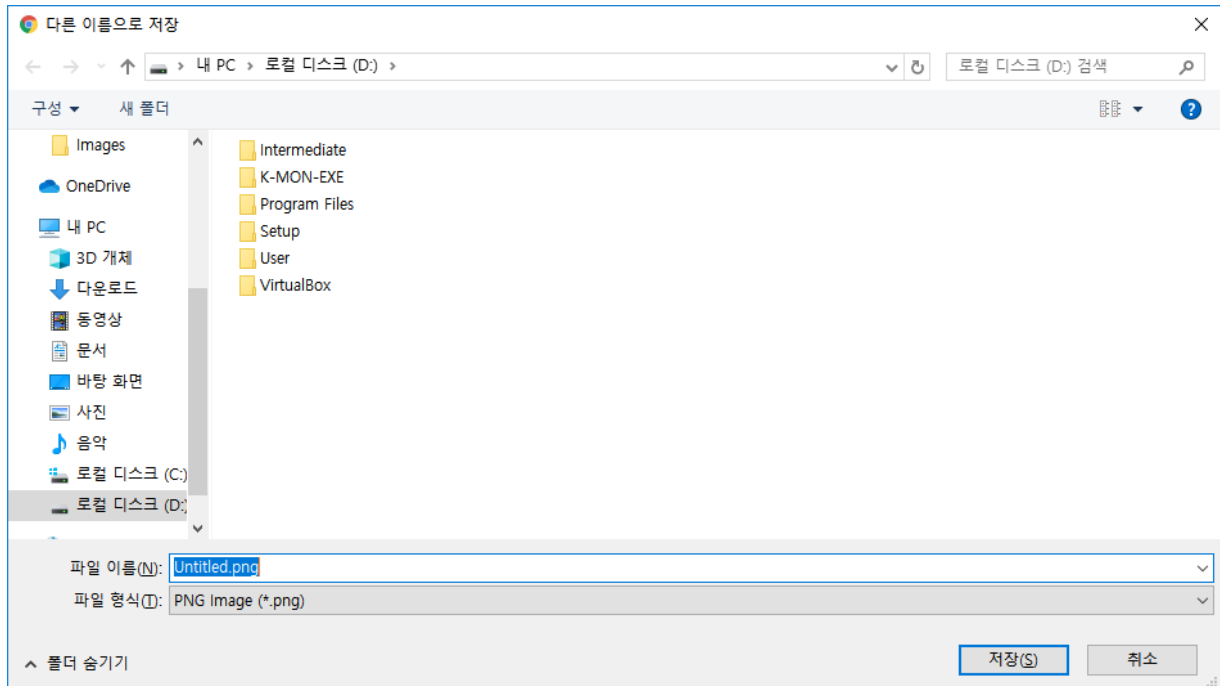 다른 이름으로 저장
내 PC > 로컬 디스크 (D:) >
로컬 디스크 (D:) 검색
구성
새 폴더
Images
OneDrive
내 PC
3D 개체
다운로드
동영상
문서
바탕 화면
사진
음악
로컬 디스크 (C:)
로컬 디스크 (D:)
Intermediate
K-MON-EXE
Program Files
Setup
User
VirtualBox
파일 이름(N): Untitled.png
파일 형식(T): PNG Image (*.png)
폴더 숨기기
저장(S)
취소